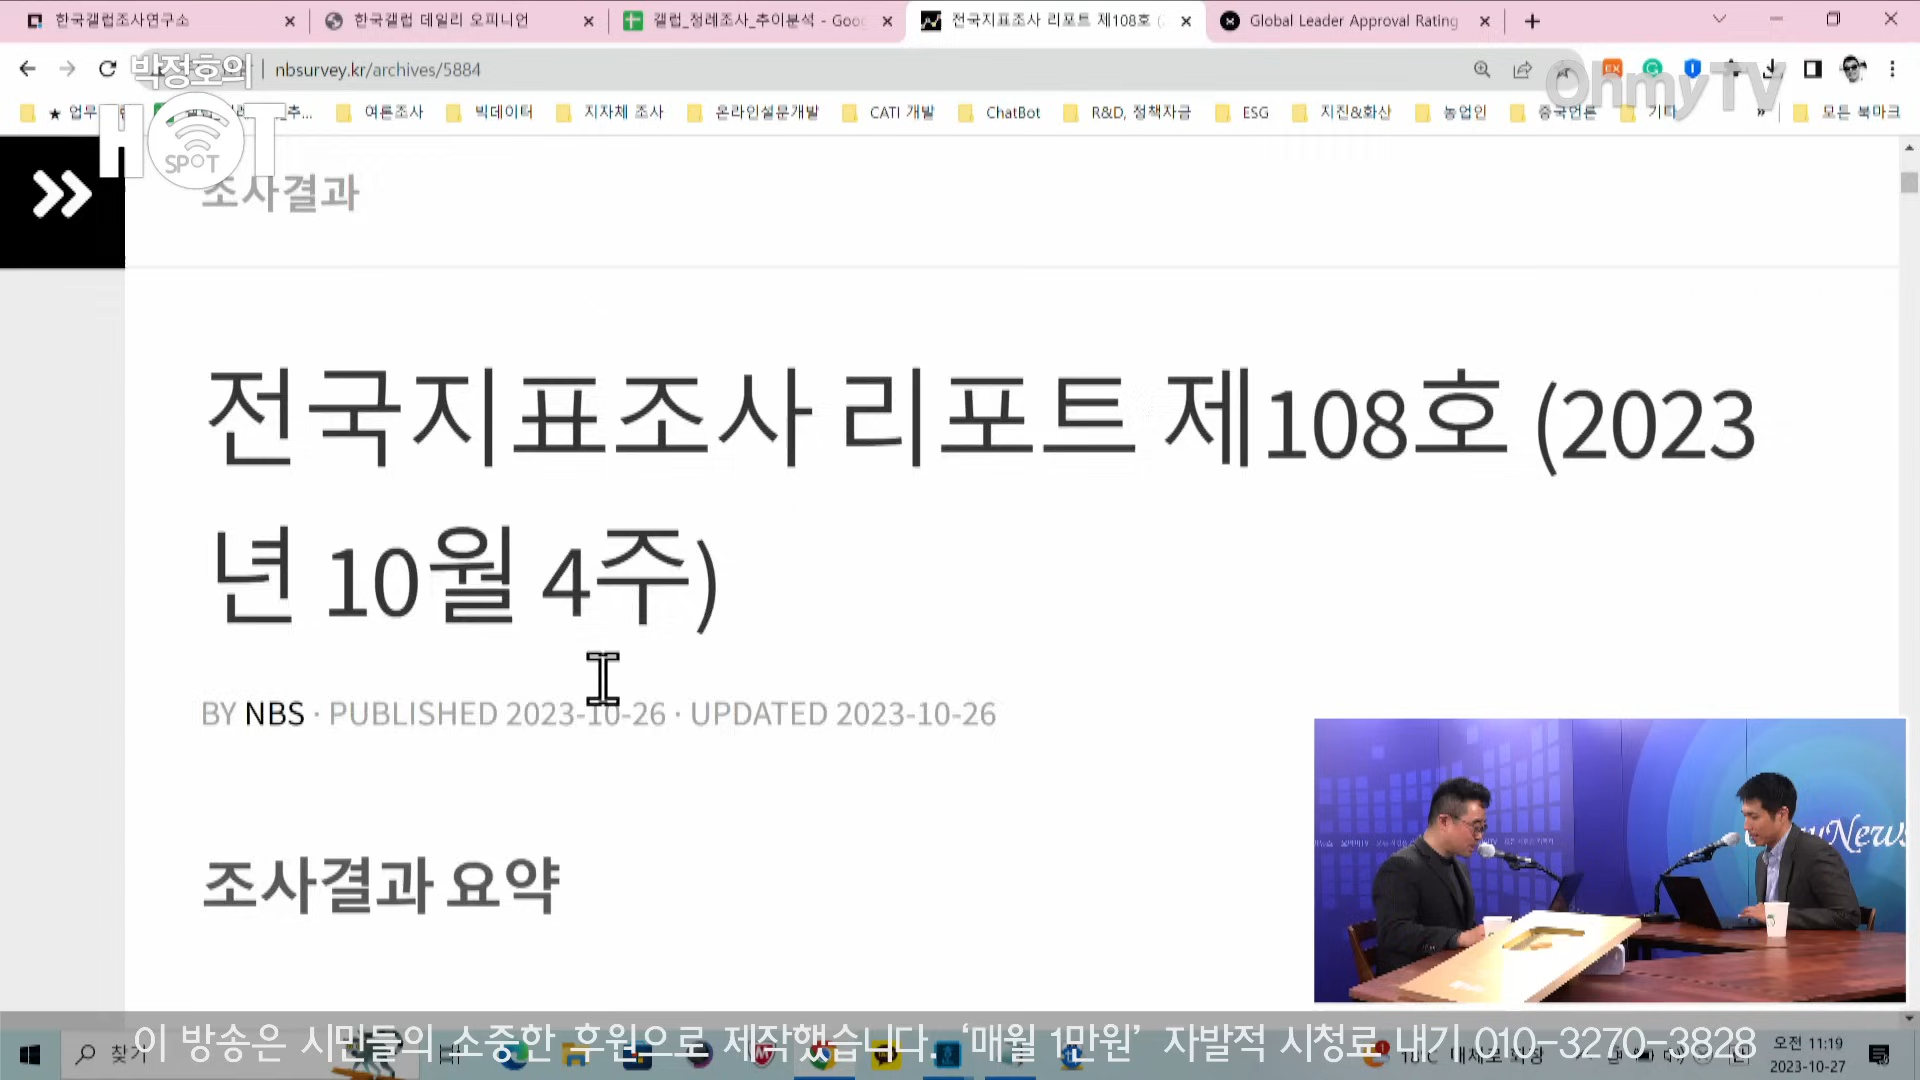 한국갤럽조사연구소
한국갤럽 데일리 오피니언
갤럽_정례조사_추이분석 - Goo
전국지표조사 리포트 제108호 (
Global Leader Approval Rating
박정호의
nbsurvey.kr/archives/5884
OhmyTV
업무
추...
여론조사
빅데이터
지자체 조사
온라인설문개발
CATI 개발
ChatBot
R&D, 정책자금
ESG
지진&화산
농업인
중국언론
기타
모든 북마크
HOT
SPOT
조사결과
전국지표조사 리포트 제108호 (2023
년 10월 4주)
BY NBS · PUBLISHED 2023-10-26 · UPDATED 2023-10-26
조사결과 요약
이 방송은 시민들의 소중한 후원으로 제작했습니다. ‘매월 1만원’ 자발적 시청료 내기 010-3270-3828
찾기
오전 11:19
2023-10-27